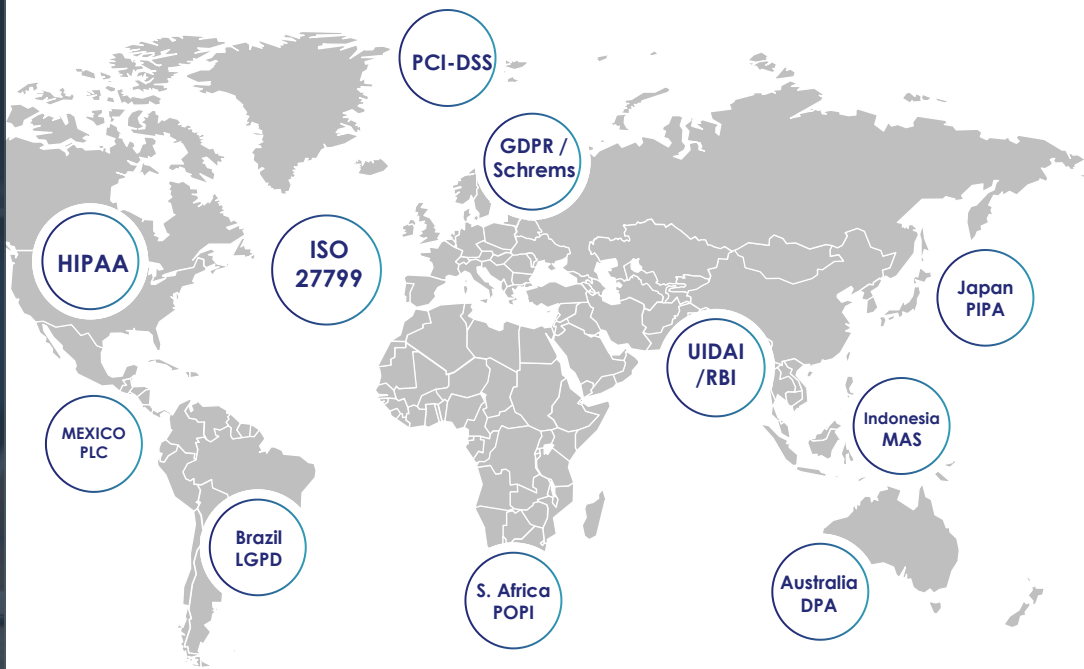 PCI-DSS
GDPR /
Schrems
HIPAA
ISO
27799
Japan
PIPA
UIDAI
/RBI
MEXICO
PLC
Indonesia
MAS
Brazil
LGPD
S. Africa
POPI
Australia
DPA